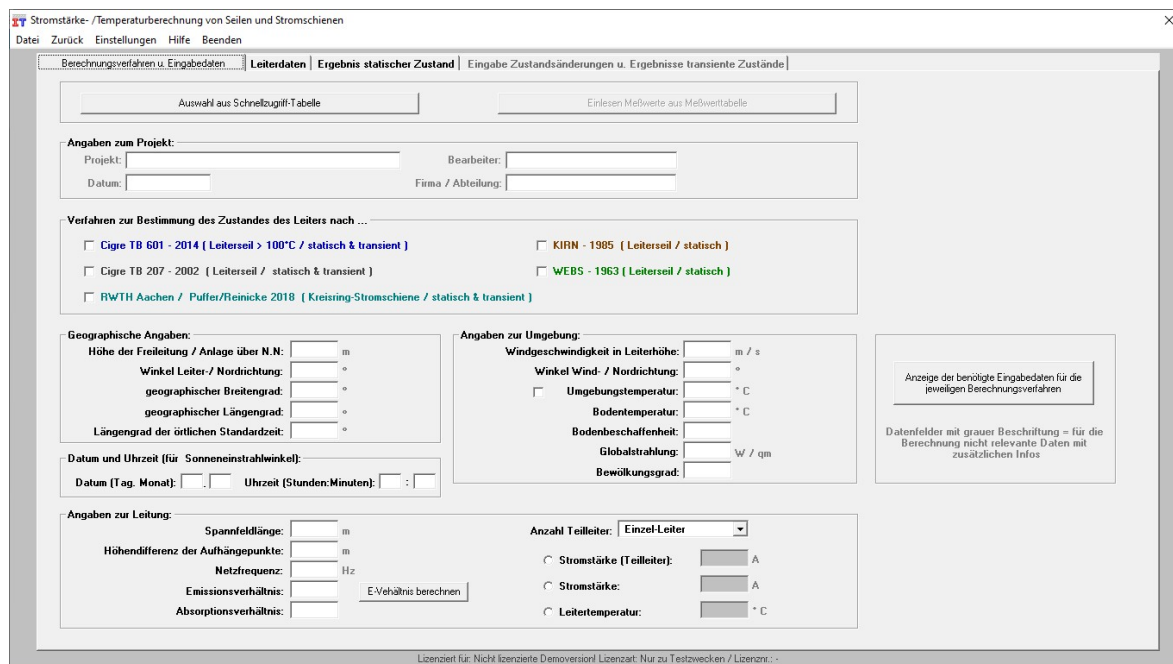 Stromstärke- /Temperaturberechnung von Seilen und Stromschienen
Datei Zurück Einstellungen Hilfe Beenden
Berechnungsverfahren u. Eingabedaten Leiterdaten Ergebnis statischer Zustand Eingabe Zustandsänderungen u. Ergebnisse transiente Zustände
Auswahl aus Schnellzugriff-Tabelle Einlesen Meßwerte aus Meßwerttabelle
Angaben zum Projekt:
Projekt: Bearbeiter:
Datum: Firma / Abteilung:
Verfahren zur Bestimmung des Zustandes des Leiters nach ...
Cigre TB 601 - 2014 ( Leiterseil > 100°C / statisch & transient ) KIRN - 1985 ( Leiterseil / statisch )
Cigre TB 207 - 2002 ( Leiterseil / statisch & transient ) WEBS - 1963 ( Leiterseil / statisch )
RWTH Aachen / Puffer/Reinicke 2018 ( Kreisring-Stromschiene / statisch & transient )
Geographische Angaben:
Höhe der Freileitung / Anlage über N.N: m
Winkel Leiter-/ Nordrichtung: °
geographischer Breitengrad: °
geographischer Längengrad: °
Längengrad der örtlichen Standardzeit: °
Datum und Uhrzeit (für Sonneneinstrahlwinkel):
Datum (Tag. Monat): . Uhrzeit (Stunden:Minuten): :
Angaben zur Umgebung:
Windgeschwindigkeit in Leiterhöhe: m / s
Winkel Wind- / Nordrichtung: °
Umgebungstemperatur: ° C
Bodentemperatur: ° C
Bodenbeschaffenheit:
Globalstrahlung: W / qm
Bewölkungsgrad:
Anzeige der benötigte Eingabedaten für die
jeweiligen Berechnungsverfahren
Datenfelder mit grauer Beschriftung = für die
Berechnung nicht relevante Daten mit
zusätzlichen Infos
Angaben zur Leitung:
Spannfeldlänge: m
Höhendifferenz der Aufhängepunkte: m
Netzfrequenz: Hz
Emissionsverhältnis: E-Vehältnis berechnen
Absorptionsverhältnis:
Anzahl Teilleiter: Einzel-Leiter
Stromstärke (Teilleiter): A
Stromstärke: A
Leitertemperatur: ° C
Lizenziert für: Nicht lizenzierte Demoversion! Lizenzart: Nur zu Testzwecken / Lizenznr.: -